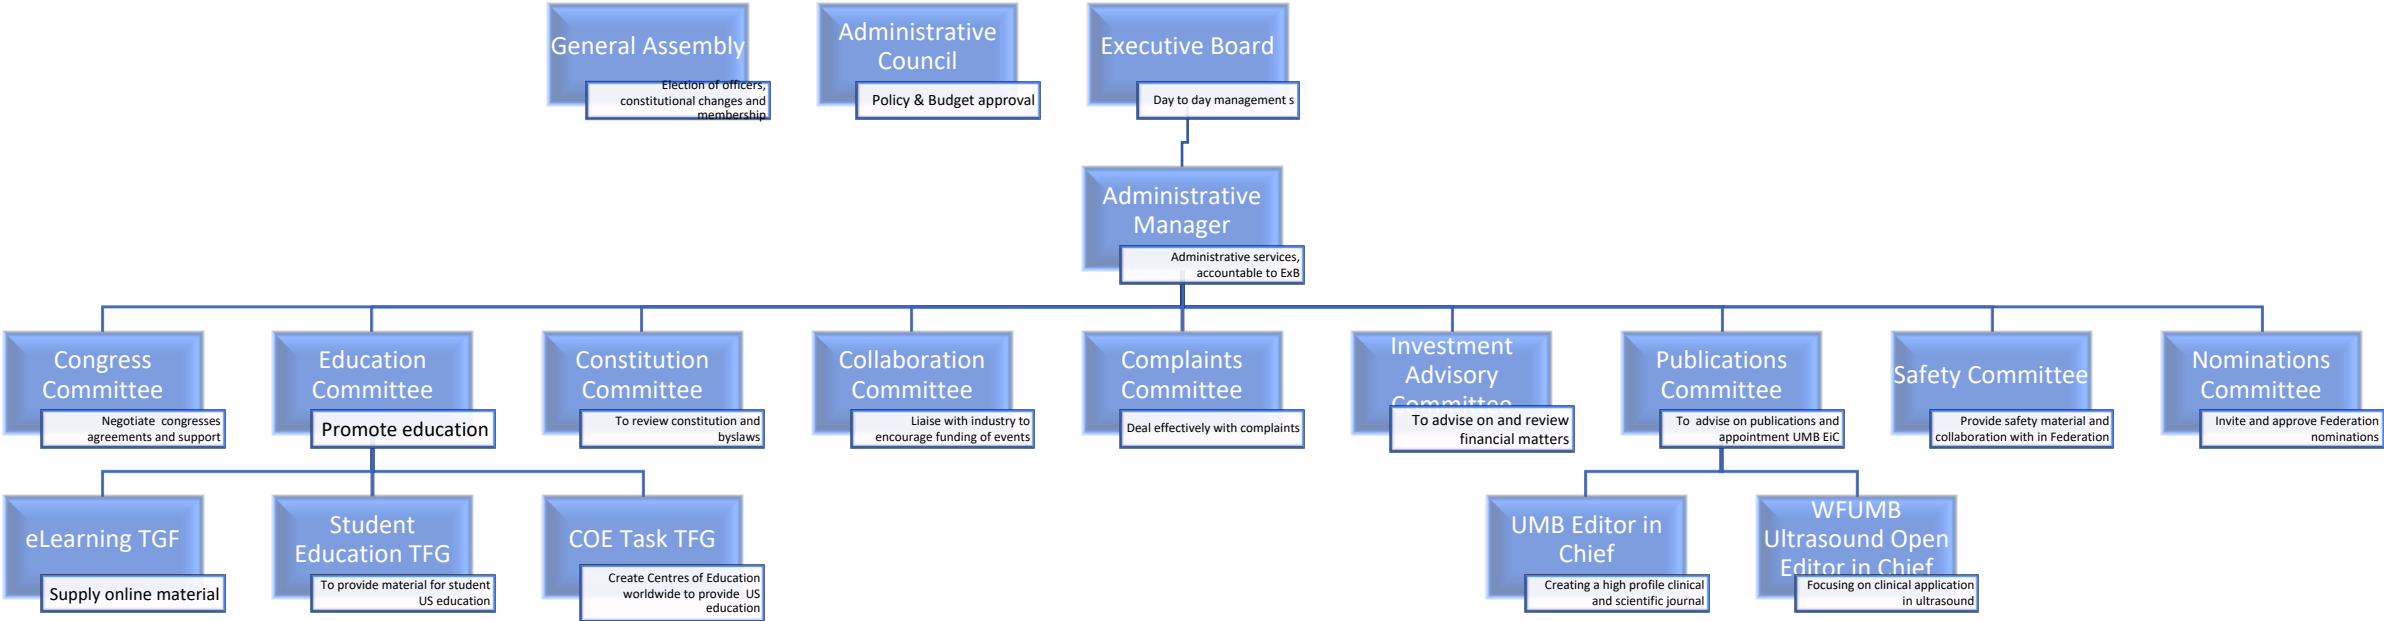 General Assembly
Election of officers,
constitutional changes and
membership
Administrative
Council
Policy & Budget approval
Executive Board
Day to day management s
Administrative
Manager
Administrative services,
accountable to ExB
Congress
Committee
Negotiate  congresses
agreements and support
Education
Committee
Promote education
Constitution
Committee
To review constitution and
byslaws
Collaboration
Committee
Liaise with industry to
encourage funding of events
Complaints
Committee
Deal effectively with complaints
Investment
Advisory
Committee
To advise on and review
financial matters
Publications
Committee
To  advise on publications and
appointment UMB EiC
Safety Committee
Provide safety material and
collaboration with in Federation
Nominations
Committee
Invite and approve Federation
nominations
eLearning TGF
Supply online material
Student
Education TFG
To provide material for student
US education
COE Task TFG
Create Centres of Education
worldwide to provide  US
education
UMB Editor in
Chief
Creating a high profile clinical
and scientific journal
WFUMB
Ultrasound Open
Editor in Chief
Focusing on clinical application
in ultrasound